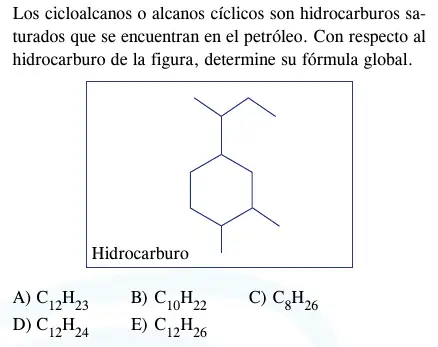 Los cicloalcanos o alcanos cíclicos son hidrocarburos sa-
turados que se encuentran en el petróleo. Con respecto al
hidrocarburo de la figura, determine su fórmula global.
Hidrocarburo
A) C₁₂H₂₃ B) C₁₀H₂₂ C) C₈H₂₆
D) C₁₂H₂₄ E) C₁₂H₂₆